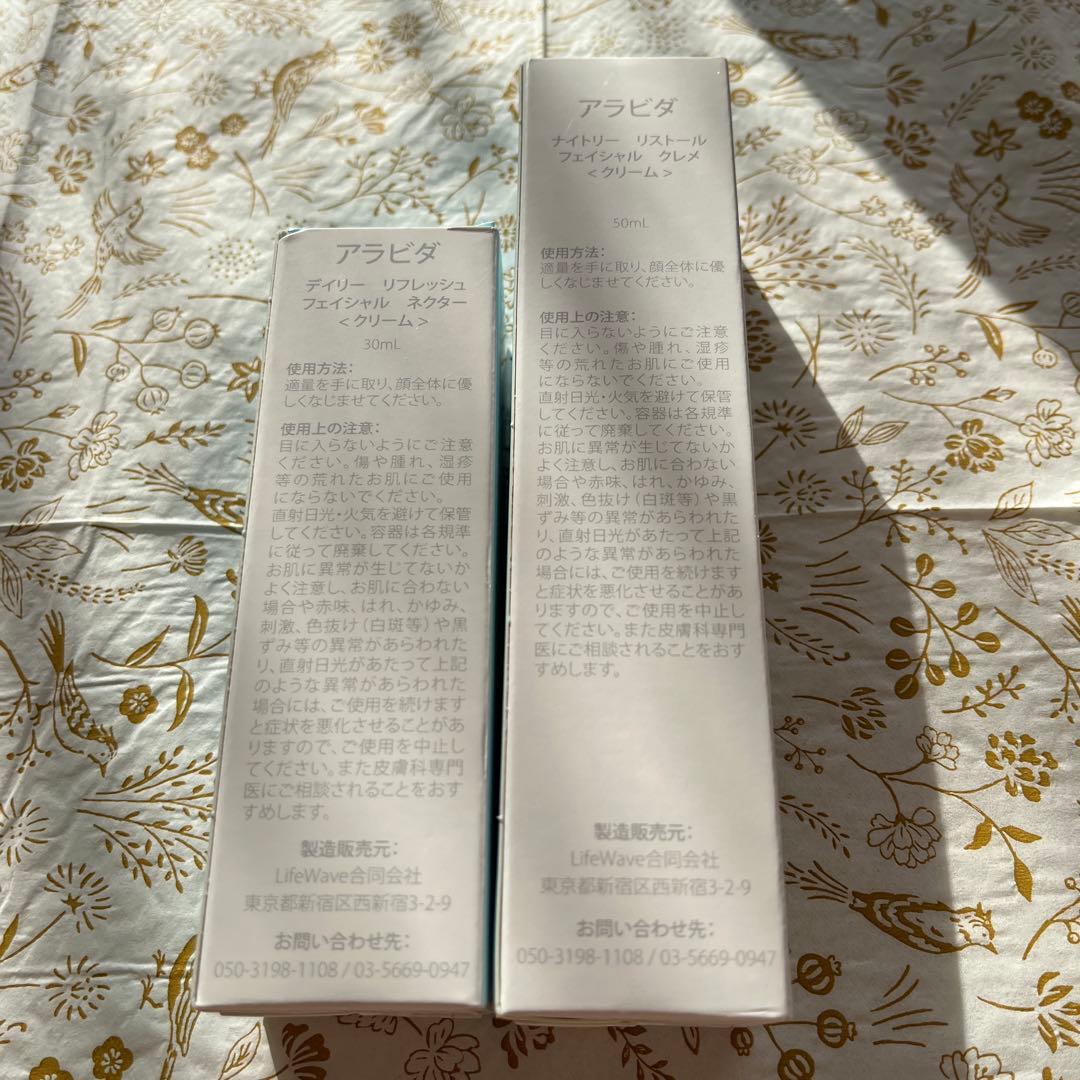 アラビダ
デイリー リフレッシュ
フェイシャル ネクター
<クリーム>
30mL
使用方法:
適量を手に取り、顔全体に優
しくなじませてください。
使用上の注意:
目に入らないようにご注意
ください。傷や腫れ、湿疹
等の荒れたお肌にご使用
にならないでください。
直射日光・火気を避けて保管
してください。容器は各規準
に従って廃棄してください。
お肌に異常が生じてないか
よく注意し、お肌に合わない
場合や赤味、はれ、かゆみ、
刺激、色抜け(白斑等)や黒
ずみ等の異常があらわれた
り、直射日光があたって上記
のような異常があらわれた
場合には、ご使用を続けます
と症状を悪化させることがあ
りますので、ご使用を中止し
てください。また皮膚科専門
医にご相談されることをおす
すめします。
製造販売元:
LifeWave合同会社
東京都新宿区西新宿3-2-9
お問い合わせ先:
050-3198-1108 / 03-5669-0947
アラビダ
ナイトリー リストール
フェイシャル クレメ
<クリーム>
50mL
使用方法:
適量を手に取り、顔全体に優
しくなじませてください。
使用上の注意:
目に入らないようにご注意
ください。傷や腫れ、湿疹
等の荒れたお肌にご使用
にならないでください。
直射日光・火気を避けて保管
してください。容器は各規準
に従って廃棄してください。
お肌に異常が生じてないか
よく注意し、お肌に合わない
場合や赤味、はれ、かゆみ、
刺激、色抜け(白斑等)や黒
ずみ等の異常があらわれた
り、直射日光があたって上記
のような異常があらわれた
場合には、ご使用を続けます
と症状を悪化させることがあ
りますので、ご使用を中止し
てください。また皮膚科専門
医にご相談されることをおす
すめします。
製造販売元:
LifeWave合同会社
東京都新宿区西新宿3-2-9
お問い合わせ先:
050-3198-1108 / 03-5669-0947